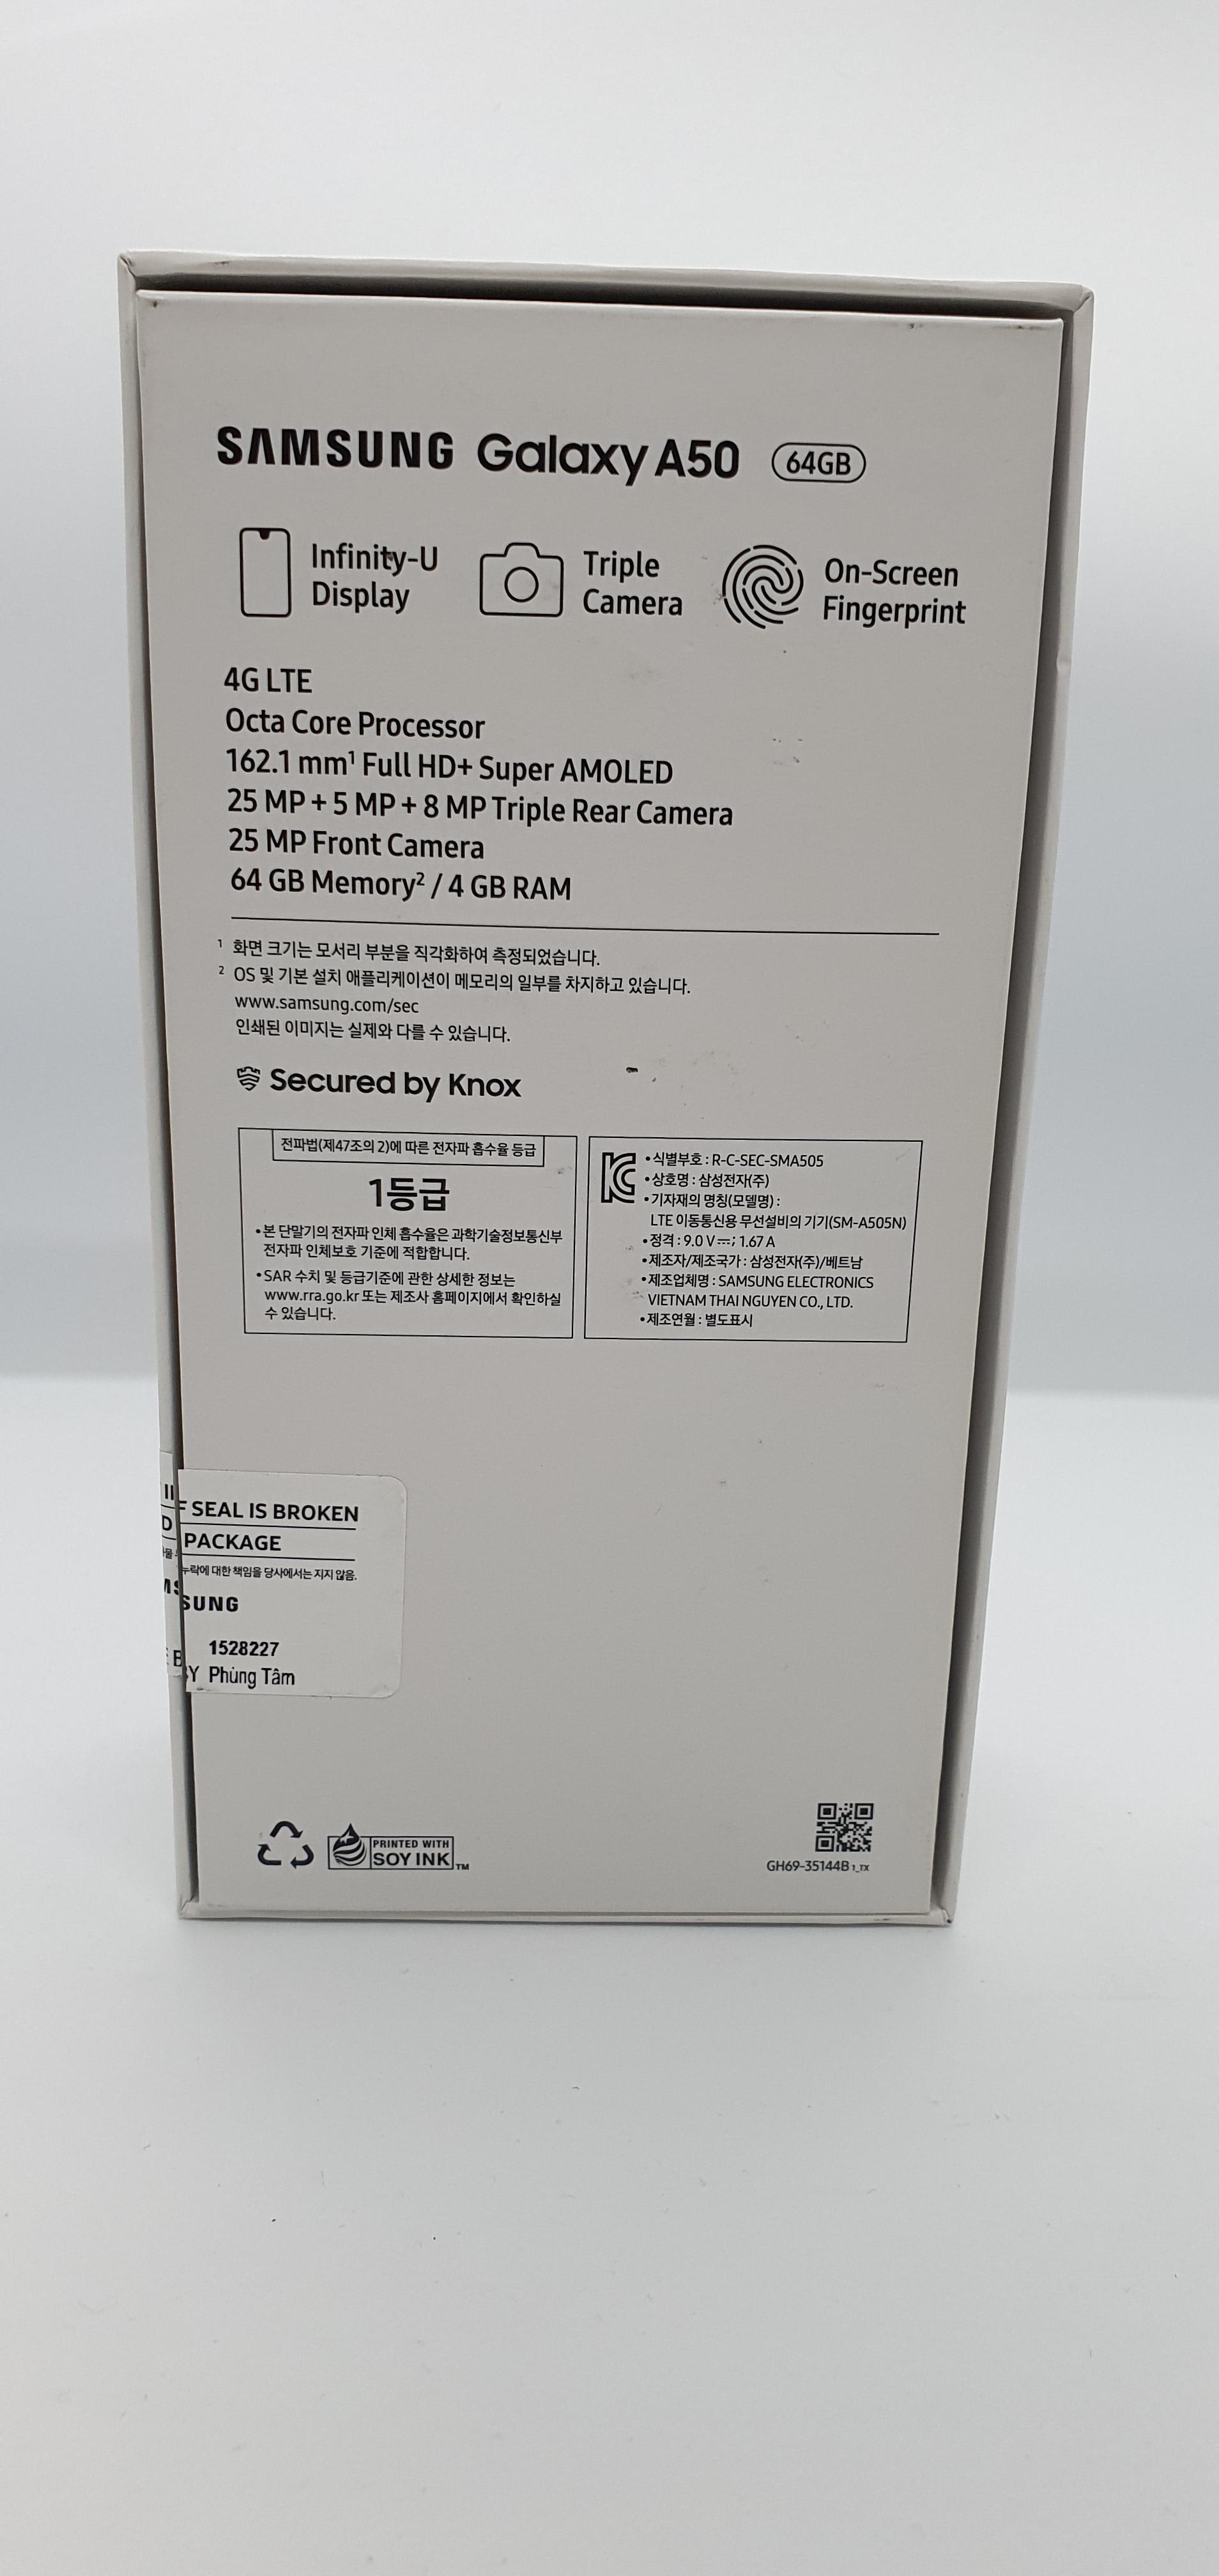 SAMSUNG Galaxy A50 64GB
Infinity-U
Display
Triple
Camera
On-Screen
Fingerprint
4G LTE
Octa Core Processor
162.1 mm¹ Full HD+ Super AMOLED
25 MP + 5 MP + 8 MP Triple Rear Camera
25 MP Front Camera
64 GB Memory² / 4 GB RAM
¹ 화면 크기는 모서리 부분을 직각화하여 측정되었습니다.
² OS 및 기본 설치 애플리케이션이 메모리의 일부를 차지하고 있습니다.
www.samsung.com/sec
인쇄된 이미지는 실제와 다를 수 있습니다.
Secured by Knox
전파법(제47조의 2)에 따른 전자파 흡수율 등급
1등급
•본 단말기의 전자파 인체 흡수율은 과학기술정보통신부
전자파 인체보호 기준에 적합합니다.
•SAR 수치 및 등급기준에 관한 상세한 정보는
www.rra.go.kr 또는 제조사 홈페이지에서 확인하실
수 있습니다.
•식별부호 : R-C-SEC-SMA505
•상호명 : 삼성전자(주)
•기자재의 명칭(모델명) :
LTE 이동통신용 무선설비의 기기(SM-A505N)
•정격 : 9.0 V⎓; 1.67 A
•제조자/제조국가 : 삼성전자(주)/베트남
•제조업체명 : SAMSUNG ELECTRONICS
VIETNAM THAI NGUYEN CO., LTD.
•제조연월 : 별도표시
IF SEAL IS BROKEN
D PACKAGE
누락에 대한 책임을 당사에서는 지지 않음.
MSUNG
1528227
BY Phùng Tâm
PRINTED WITH
SOY INK™
GH69-35144B 1_TX